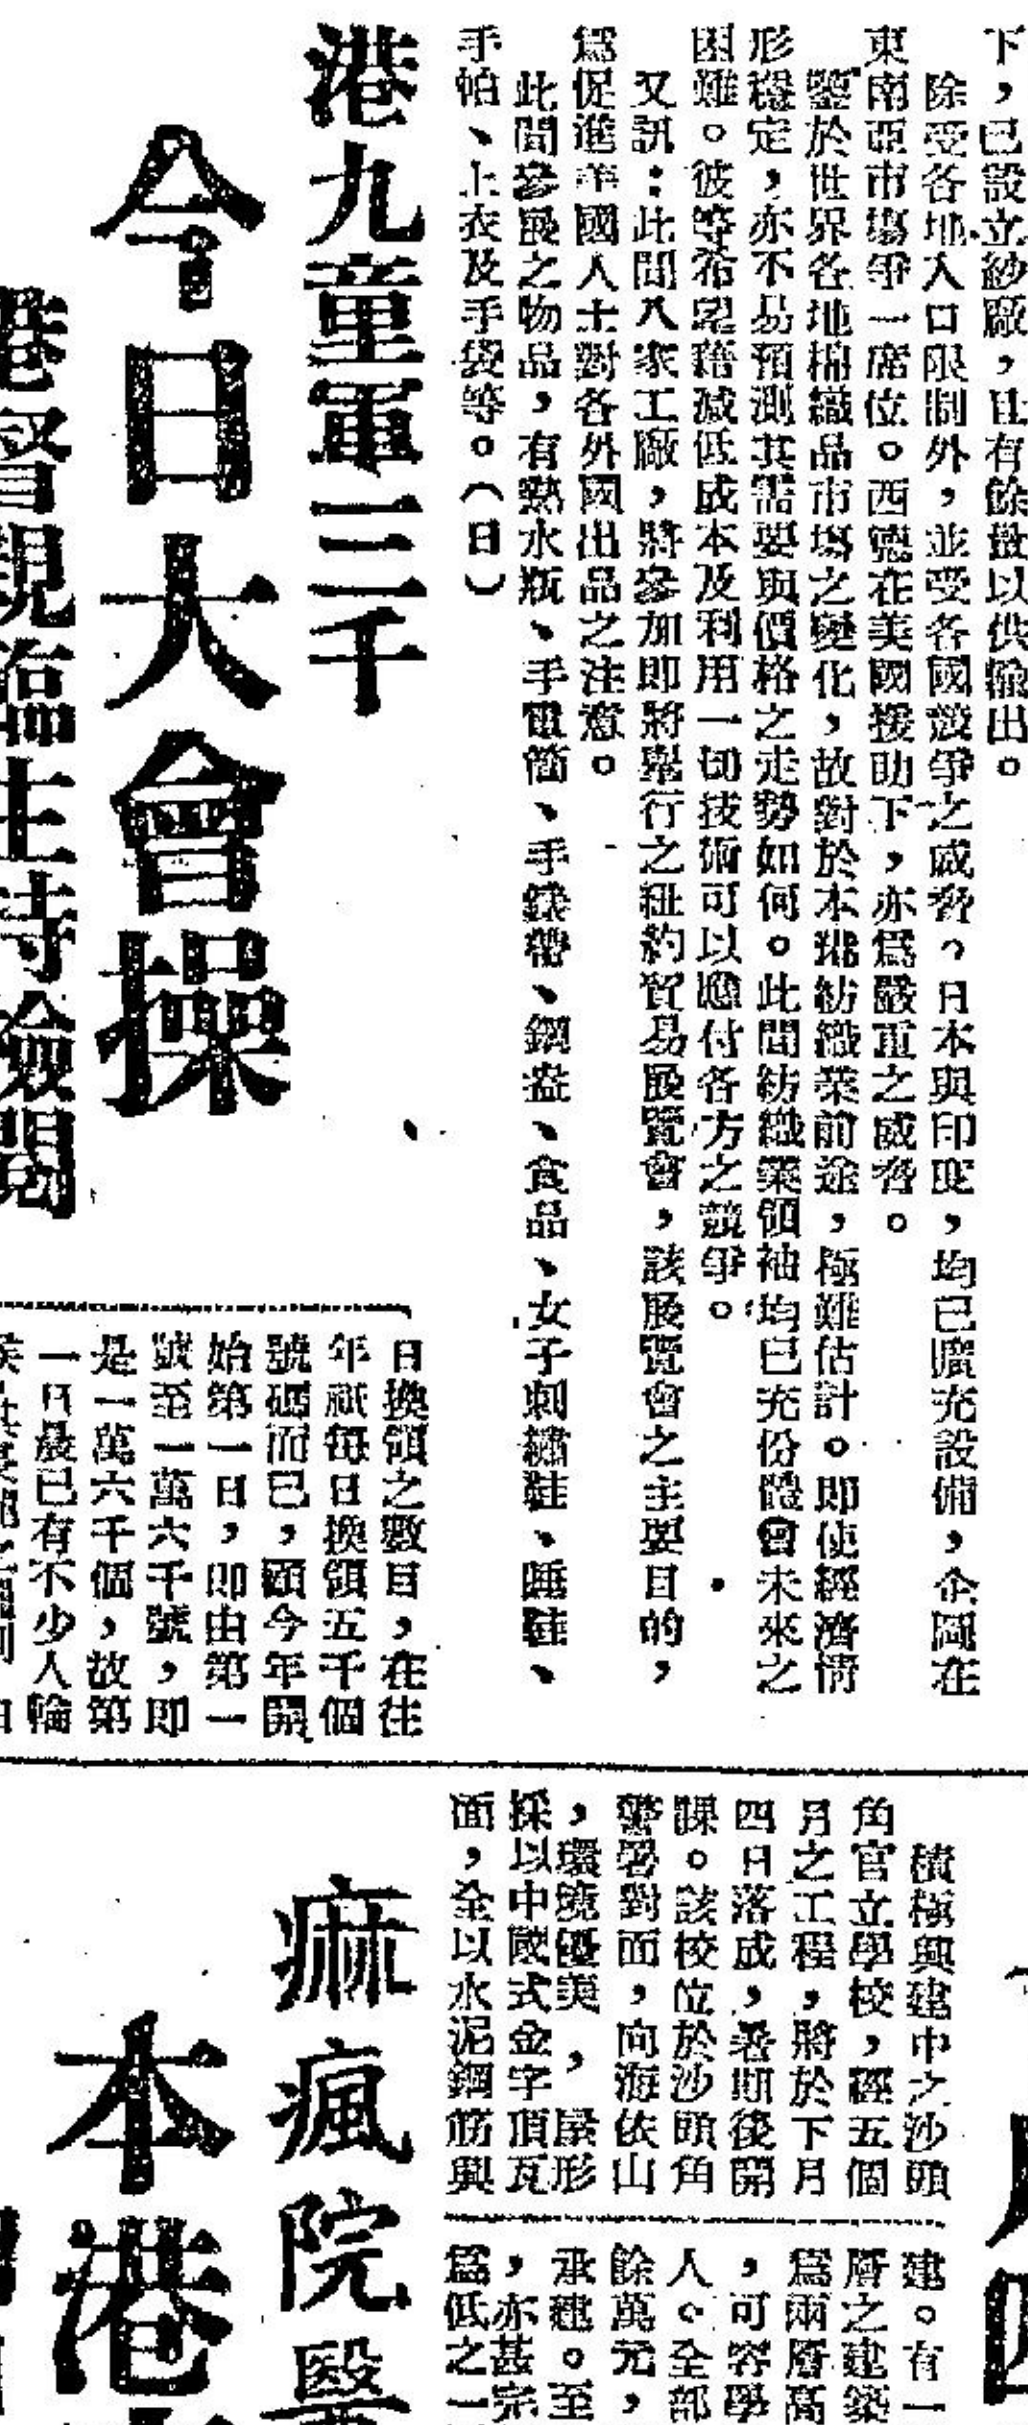 下，已設立紗廠，且有餘批以供輸出。
除受各地入口限制外，並受各國競爭之威脅。日本與印度，均已擴充設備，企圖在
東南亞市場爭一席位。西德在美國援助下，亦爲嚴重之威脅。
鑒於世界各地棉織品市塲之變化，故對於本港紡織業前途，極難估計。即使經濟情
形穩定，亦不易預測其需要與價格之走勢如何。此間紡織業領袖均已充份體會未來之
困難。彼等希望藉減低成本及利用一切技術可以應付各方之競爭。
又訊：此間八家工廠，將參加即將舉行之紐約貿易展覽會，該展覽會之主要目的，
爲促進美國人士對各外國出品之注意。
此間參展之物品，有熱水瓶、手電筒、手錶帶、鋼盔、食品、女子刺繡鞋、睡鞋、
手帕、上衣及手袋等。（日）
港九童軍三千
今日大會操
港督親臨主持檢閱
日換領之數目，在往
年祇每日換領五千個
號碼而已，顧今年開
始第一日，即由第一
號至一萬六千號，即
是一萬六千個，故第
一日晨已有不少人輪
積極興建中之沙頭
角官立學校，經五個
月之工程，將於下月
四日落成，暑期後開
課。該校位於沙頭角
警署對面，向海依山
，環境優美，屋形
採以中國式金字頂瓦
面，全以水泥鋼筋興
建。有一
層之建築
爲兩層高
，可容學
人。全部
餘萬元，
承建。至
，亦甚宗
爲低之一
痳瘋院醫
本港